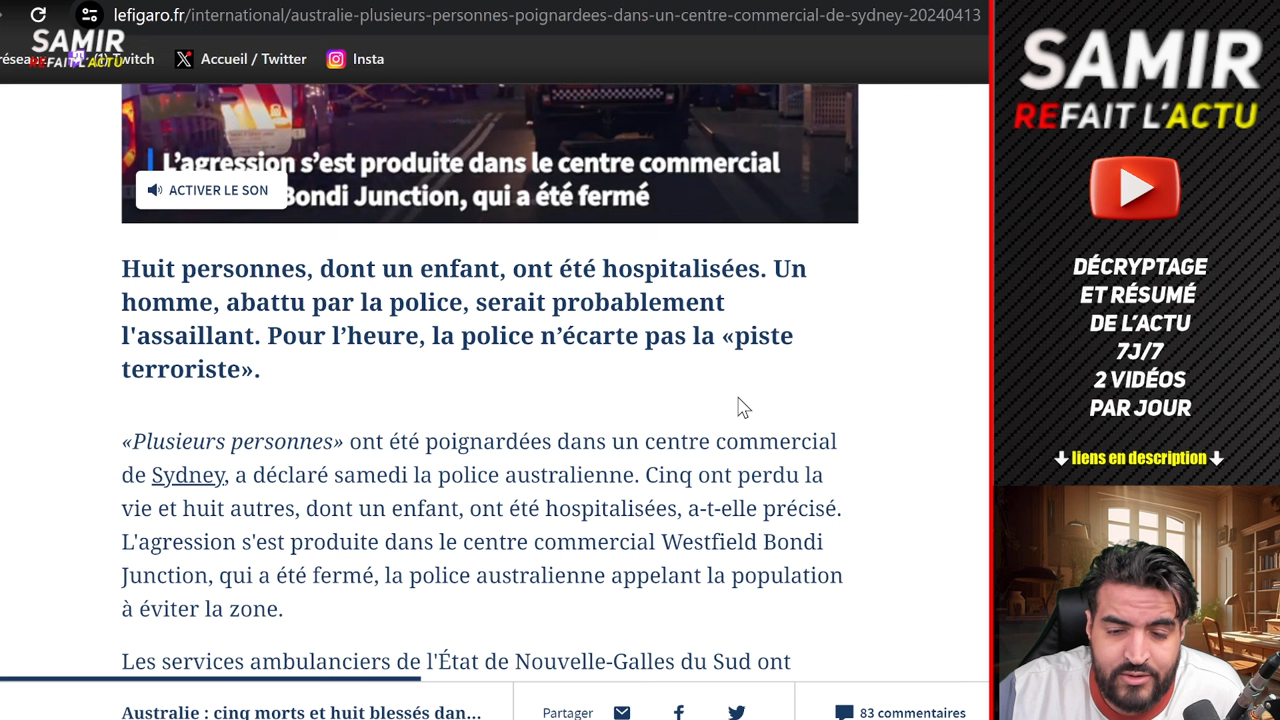 lefigaro.fr/international/australie-plusieurs-personnes-poignardees-dans-un-centre-commercial-de-sydney-20240413
SAMIR
REFAIT L'ACTU
Twitch
Accueil / Twitter
Insta
L'agression s'est produite dans le centre commercial
Bondi Junction, qui a été fermé
ACTIVER LE SON
Huit personnes, dont un enfant, ont été hospitalisées. Un
homme, abattu par la police, serait probablement
l'assaillant. Pour l’heure, la police n’écarte pas la «piste
terroriste».
«Plusieurs personnes» ont été poignardées dans un centre commercial
de Sydney, a déclaré samedi la police australienne. Cinq ont perdu la
vie et huit autres, dont un enfant, ont été hospitalisées, a-t-elle précisé.
L'agression s'est produite dans le centre commercial Westfield Bondi
Junction, qui a été fermé, la police australienne appelant la population
à éviter la zone.
Les services ambulanciers de l'État de Nouvelle-Galles du Sud ont
Australie : cinq morts et huit blessés dan...
Partager
83 commentaires
SAMIR
REFAIT L'ACTU
DÉCRYPTAGE
ET RÉSUMÉ
DE L'ACTU
7J/7
2 VIDÉOS
PAR JOUR
liens en description